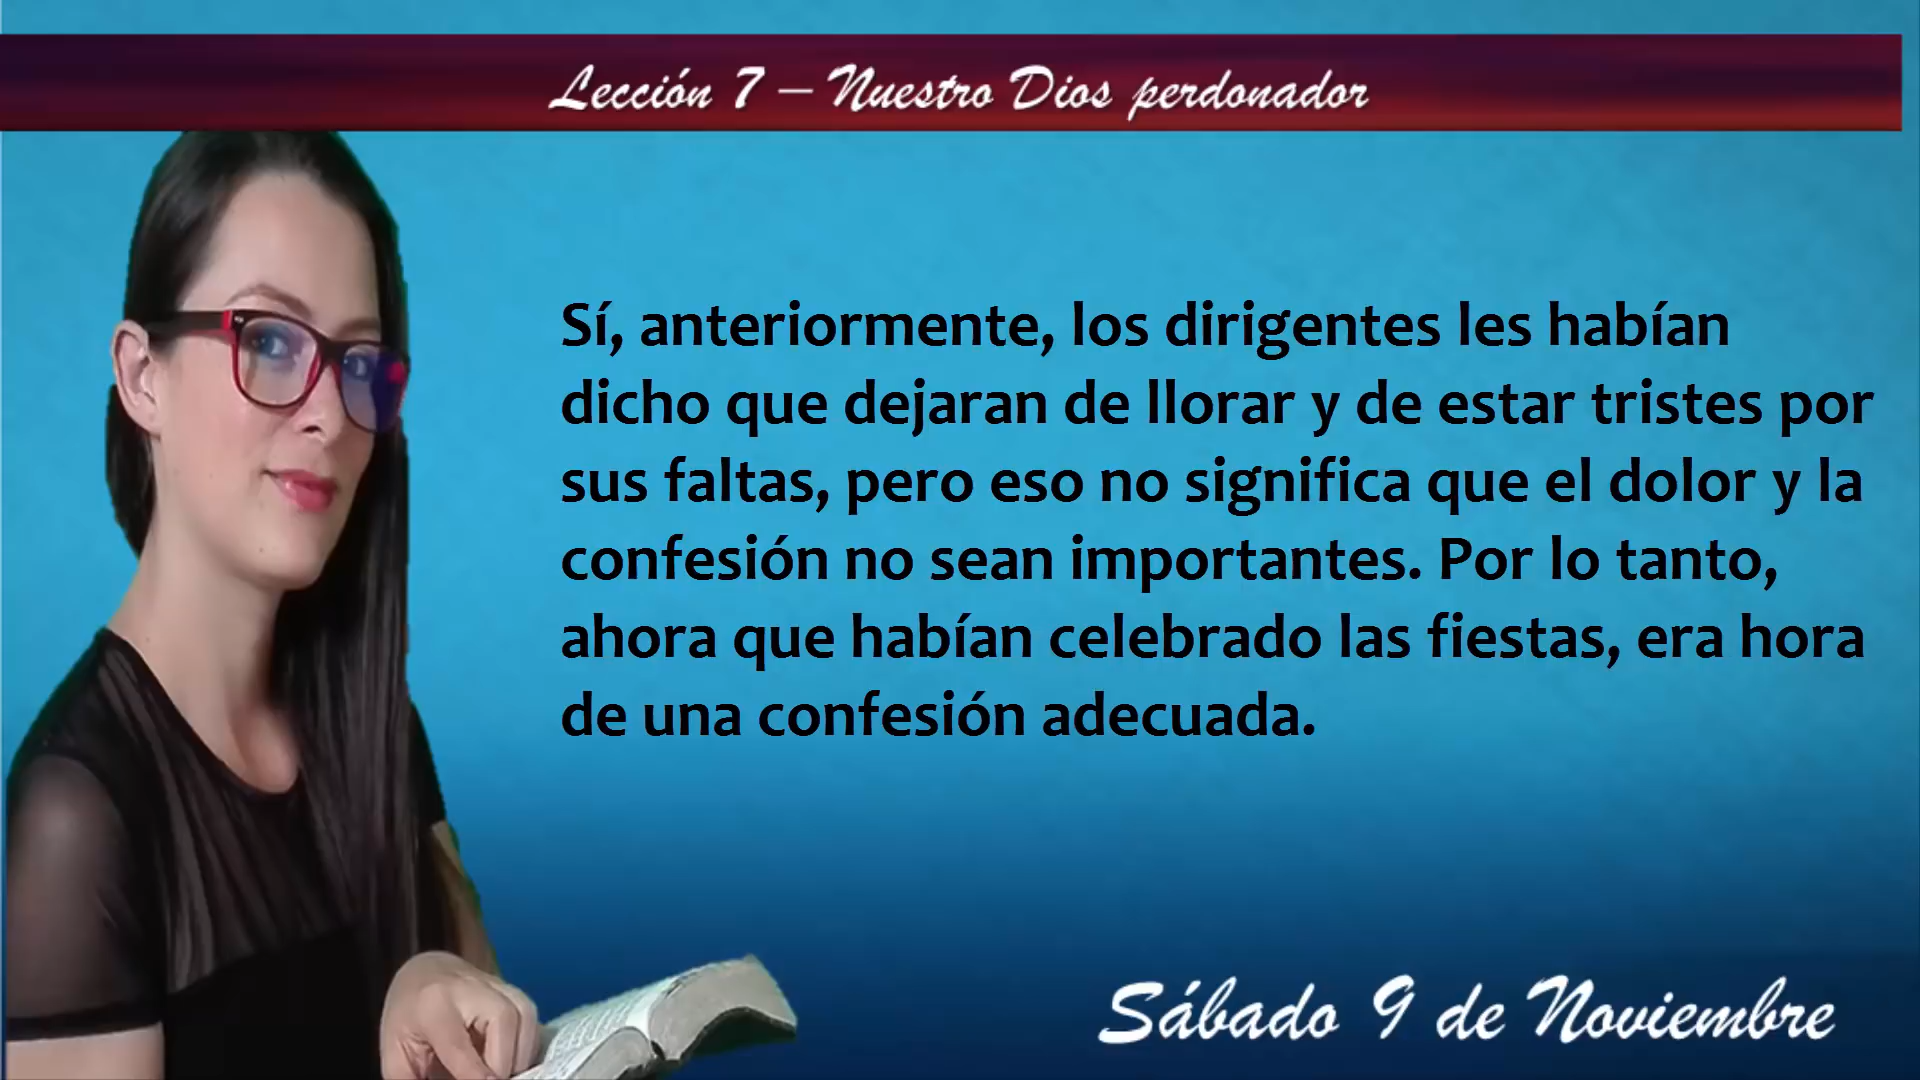 Lección 7 – Nuestro Dios perdonador
Sí, anteriormente, los dirigentes les habían
dicho que dejaran de llorar y de estar tristes por
sus faltas, pero eso no significa que el dolor y la
confesión no sean importantes. Por lo tanto,
ahora que habían celebrado las fiestas, era hora
de una confesión adecuada.
Sábado 9 de Noviembre